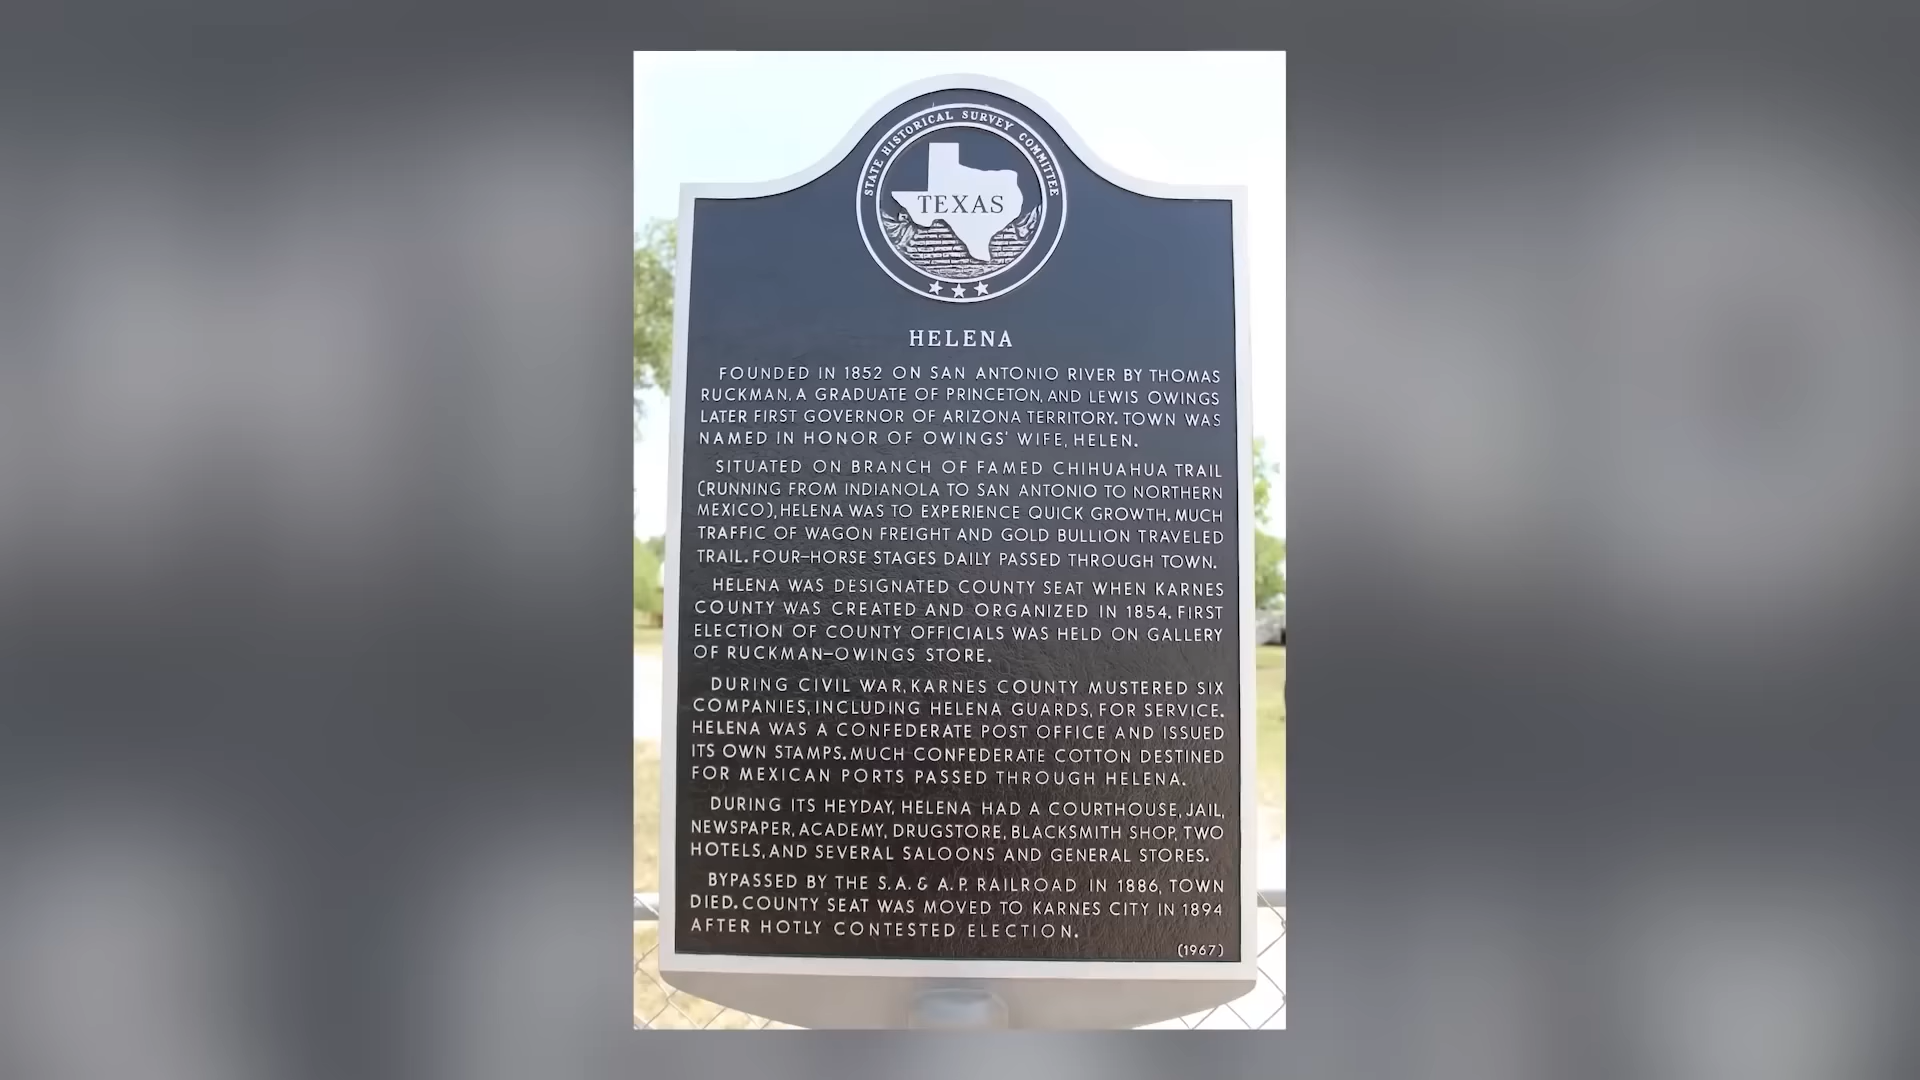 STATE HISTORICAL SURVEY COMMITTEE
TEXAS
HELENA
FOUNDED IN 1852 ON SAN ANTONIO RIVER BY THOMAS
RUCKMAN, A GRADUATE OF PRINCETON, AND LEWIS OWINGS
LATER FIRST GOVERNOR OF ARIZONA TERRITORY. TOWN WAS
NAMED IN HONOR OF OWINGS' WIFE, HELEN.
SITUATED ON BRANCH OF FAMED CHIHUAHUA TRAIL
(RUNNING FROM INDIANOLA TO SAN ANTONIO TO NORTHERN
MEXICO), HELENA WAS TO EXPERIENCE QUICK GROWTH. MUCH
TRAFFIC OF WAGON FREIGHT AND GOLD BULLION TRAVELED
TRAIL. FOUR-HORSE STAGES DAILY PASSED THROUGH TOWN.
HELENA WAS DESIGNATED COUNTY SEAT WHEN KARNES
COUNTY WAS CREATED AND ORGANIZED IN 1854. FIRST
ELECTION OF COUNTY OFFICIALS WAS HELD ON GALLERY
OF RUCKMAN-OWINGS STORE.
DURING CIVIL WAR, KARNES COUNTY MUSTERED SIX
COMPANIES, INCLUDING HELENA GUARDS, FOR SERVICE.
HELENA WAS A CONFEDERATE POST OFFICE AND ISSUED
ITS OWN STAMPS. MUCH CONFEDERATE COTTON DESTINED
FOR MEXICAN PORTS PASSED THROUGH HELENA.
DURING ITS HEYDAY, HELENA HAD A COURTHOUSE, JAIL,
NEWSPAPER, ACADEMY, DRUGSTORE, BLACKSMITH SHOP, TWO
HOTELS, AND SEVERAL SALOONS AND GENERAL STORES.
BYPASSED BY THE S.A. & A.P. RAILROAD IN 1886, TOWN
DIED. COUNTY SEAT WAS MOVED TO KARNES CITY IN 1894
AFTER HOTLY CONTESTED ELECTION.
(1967)